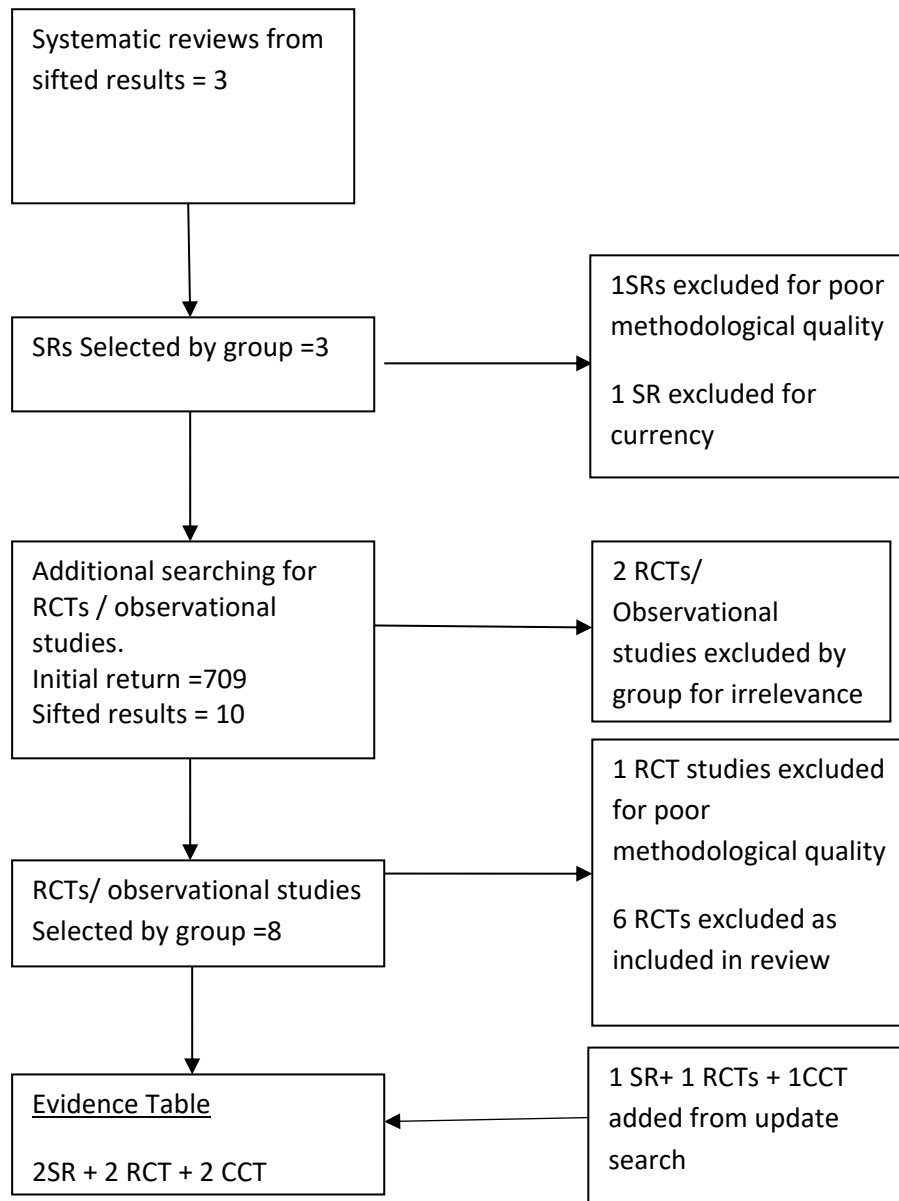 Systematic reviews from
sifted results = 3
1SRs excluded for poor
methodological quality
1 SR excluded for
currency
SRs Selected by group =3
Additional searching for
RCTs / observational
studies.
Initial return =709
Sifted results = 10
2 RCTs/
Observational
studies excluded by
group for irrelevance
1 RCT studies excluded
for poor
methodological quality
6 RCTs excluded as
included in review
RCTs/ observational studies
Selected by group =8
1 SR+ 1 RCTs + 1CCT
added from update
search
Evidence Table
2SR + 2 RCT + 2 CCT